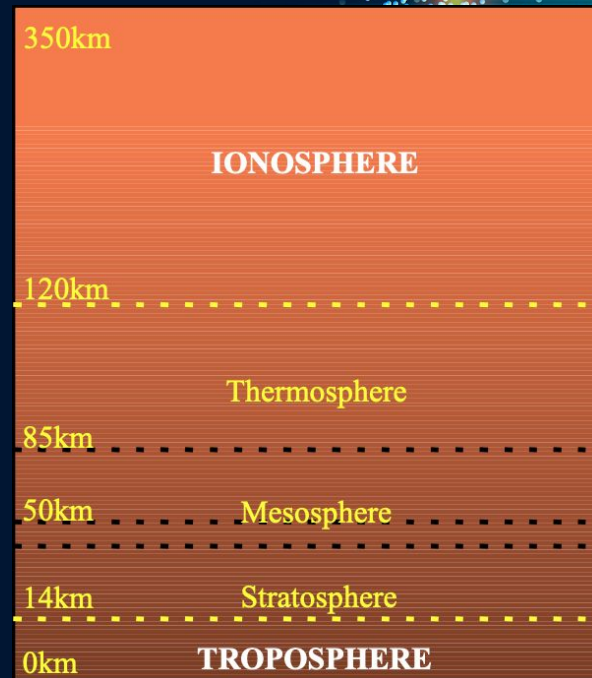 350km
IONOSPHERE
120km
Thermosphere
85km
50km Mesosphere
14km Stratosphere
0km TROPOSPHERE